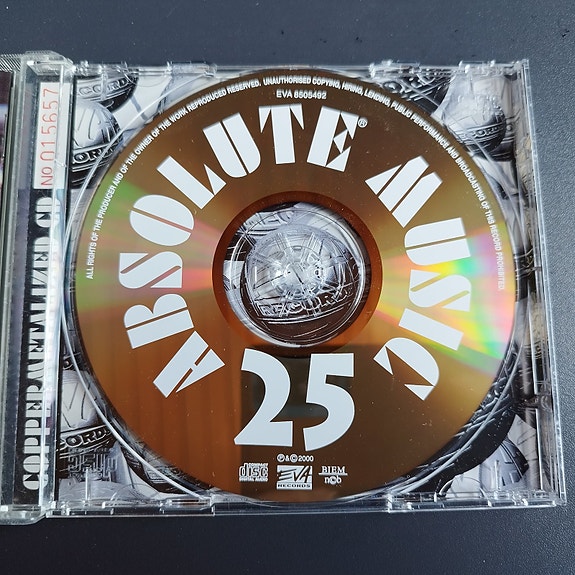 COPPERMETALIZED CD
No 015657
ALL RIGHTS OF THE PRODUCER AND OF THE OWNER OF THE WORK REPRODUCED RESERVED. UNAUTHORISED COPYING, HIRING, LENDING, PUBLIC PERFORMANCE AND BROADCASTING OF THIS RECORD PROHIBITED.
EVA 8505492
ABSOLUTE MUSIC®
25
℗ & © 2000
COMPACT disc DIGITAL AUDIO
EVA RECORDS
BIEM
n©b
RECORDS